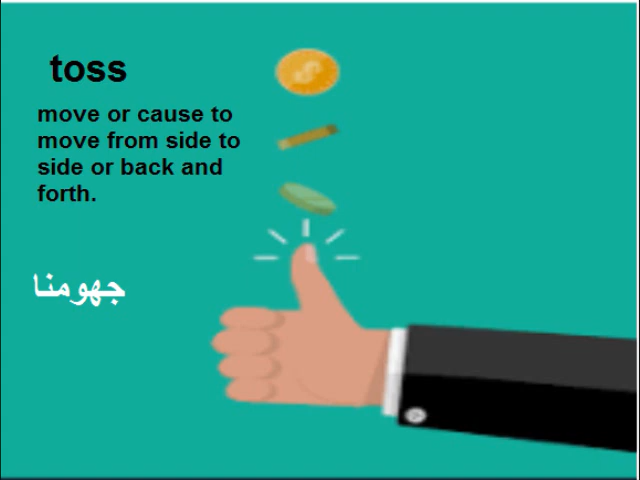 toss
move or cause to
move from side to
side or back and
forth.
جهومنا